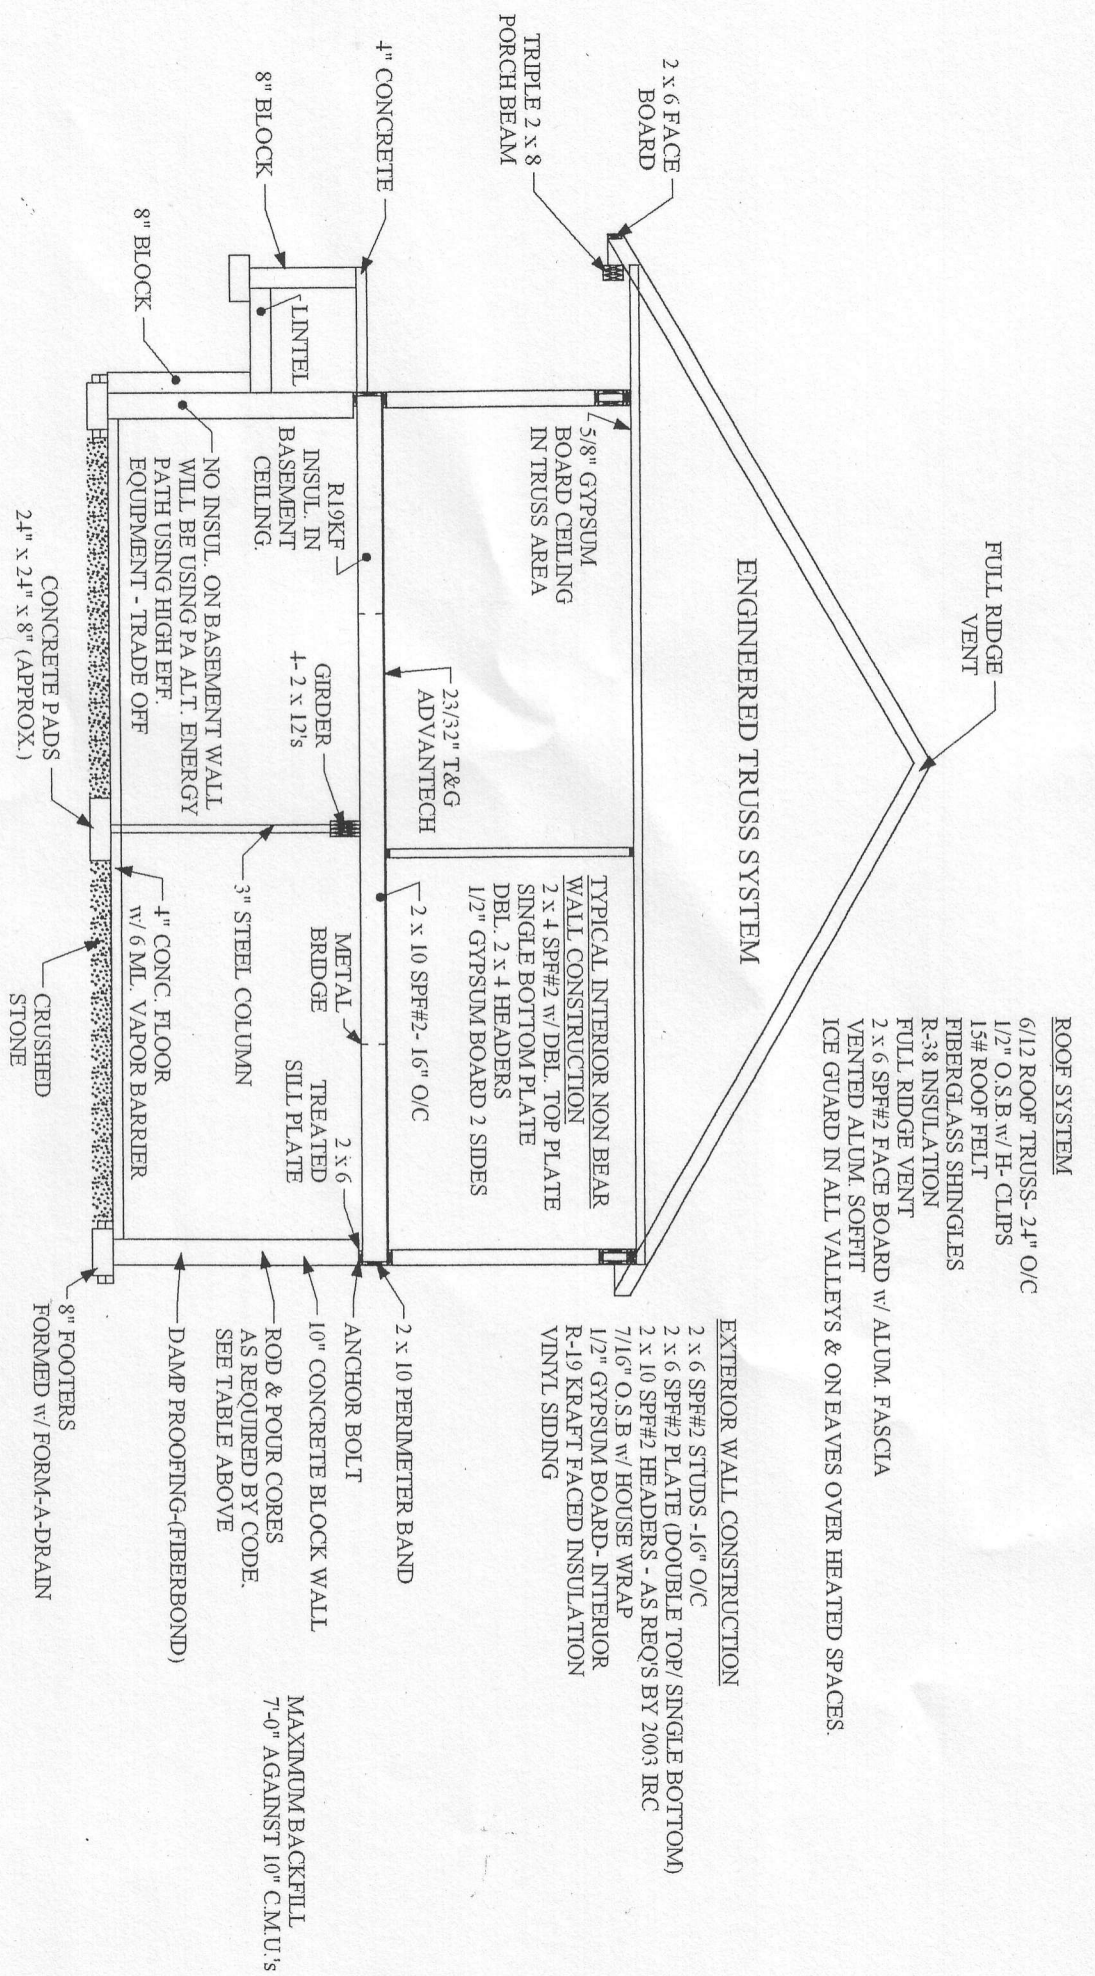 ROOF SYSTEM
6/12 ROOF TRUSS- 24" O/C
1/2" O.S.B.w/ H- CLIPS
15# ROOF FELT
FIBERGLASS SHINGLES
R-38 INSULATION
FULL RIDGE VENT
2 x 6 SPF#2 FACE BOARD w/ ALUM. FASCIA
VENTED ALUM. SOFFIT
ICE GUARD IN ALL VALLEYS & ON EAVES OVER HEATED SPACES.
FULL RIDGE
VENT
ENGINEERED TRUSS SYSTEM
2 x 6 FACE
BOARD
TRIPLE 2 x 8
PORCH BEAM
5/8" GYPSUM
BOARD CEILING
IN TRUSS AREA
TYPICAL INTERIOR NON BEAR
WALL CONSTRUCTION
2 x 4 SPF#2 w/ DBL. TOP PLATE
SINGLE BOTTOM PLATE
DBL. 2 x 4 HEADERS
1/2" GYPSUM BOARD 2 SIDES
EXTERIOR WALL CONSTRUCTION
2 x 6 SPF#2 STUDS -16" O/C
2 x 6 SPF#2 PLATE (DOUBLE TOP/ SINGLE BOTTOM)
2 x 10 SPF#2 HEADERS - AS REQ'S BY 2003 IRC
7/16" O.S.B w/ HOUSE WRAP
1/2" GYPSUM BOARD- INTERIOR
R-19 KRAFT FACED INSULATION
VINYL SIDING
4" CONCRETE
8" BLOCK
LINTEL
8" BLOCK
23/32" T&G
ADVANTECH
2 x 10 SPF#2- 16" O/C
R19KF
INSUL. IN
BASEMENT
CEILING.
GIRDER
4- 2 x 12's
METAL
BRIDGE
2 x 6
TREATED
SILL PLATE
2 x 10 PERIMETER BAND
ANCHOR BOLT
10" CONCRETE BLOCK WALL
ROD & POUR CORES
AS REQUIRED BY CODE.
SEE TABLE ABOVE
DAMP PROOFING-(FIBERBOND)
8" FOOTERS
FORMED w/ FORM-A-DRAIN
MAXIMUM BACKFILL
7'-0" AGAINST 10" C.M.U.'s
NO INSUL. ON BASEMENT WALL
WILL BE USING PA ALT. ENERGY
PATH USING HIGH EFF.
EQUIPMENT - TRADE OFF
3" STEEL COLUMN
4" CONC. FLOOR
w/ 6 ML. VAPOR BARRIER
CONCRETE PADS
24" x 24" x 8" (APPROX.)
CRUSHED
STONE